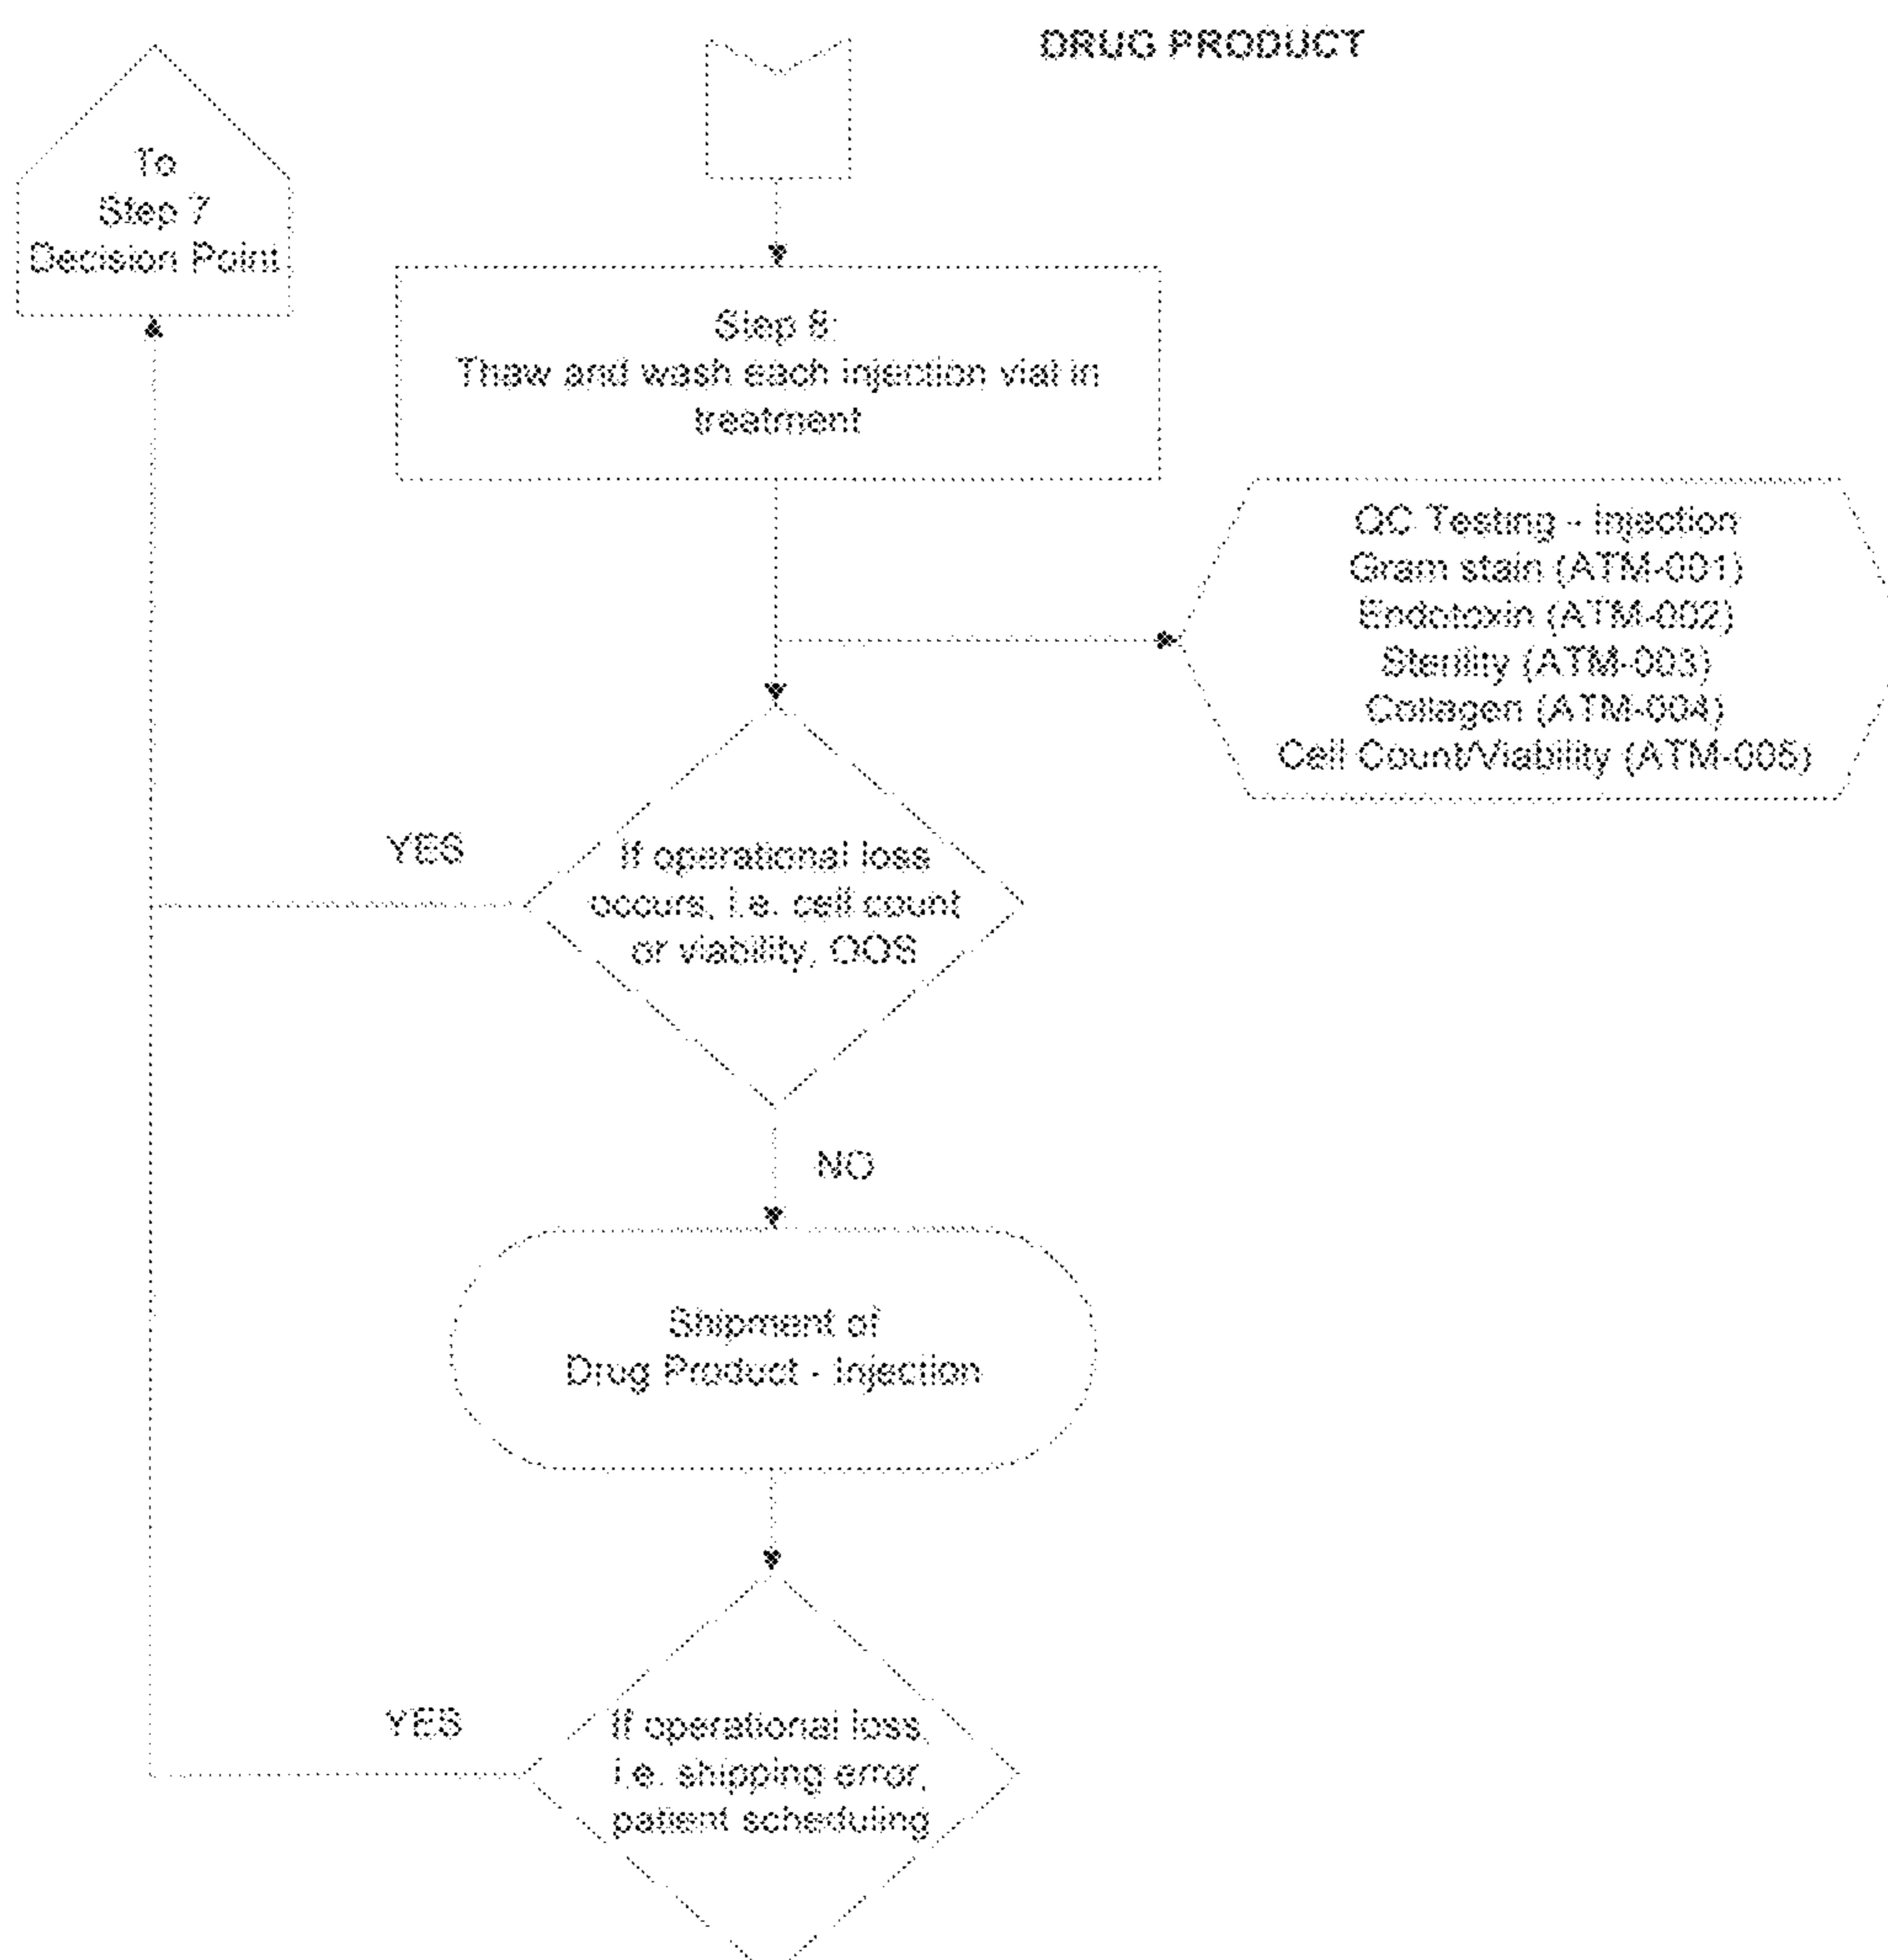 DRUG PRODUCT
To
Step 7
Decision Point
Step 8:
Thaw and wash each injection vial in
treatment
QC Testing - Injection
Gram stain (ATM-001)
Endotoxin (ATM-002)
Sterility (ATM-003)
Collagen (ATM-004)
Cell Count/Viability (ATM-005)
YES
If operational loss
occurs, i.e. cell count
or viability, OOS
NO
Shipment of
Drug Product - Injection
YES
If operational loss,
i.e. shipping error,
patient scheduling